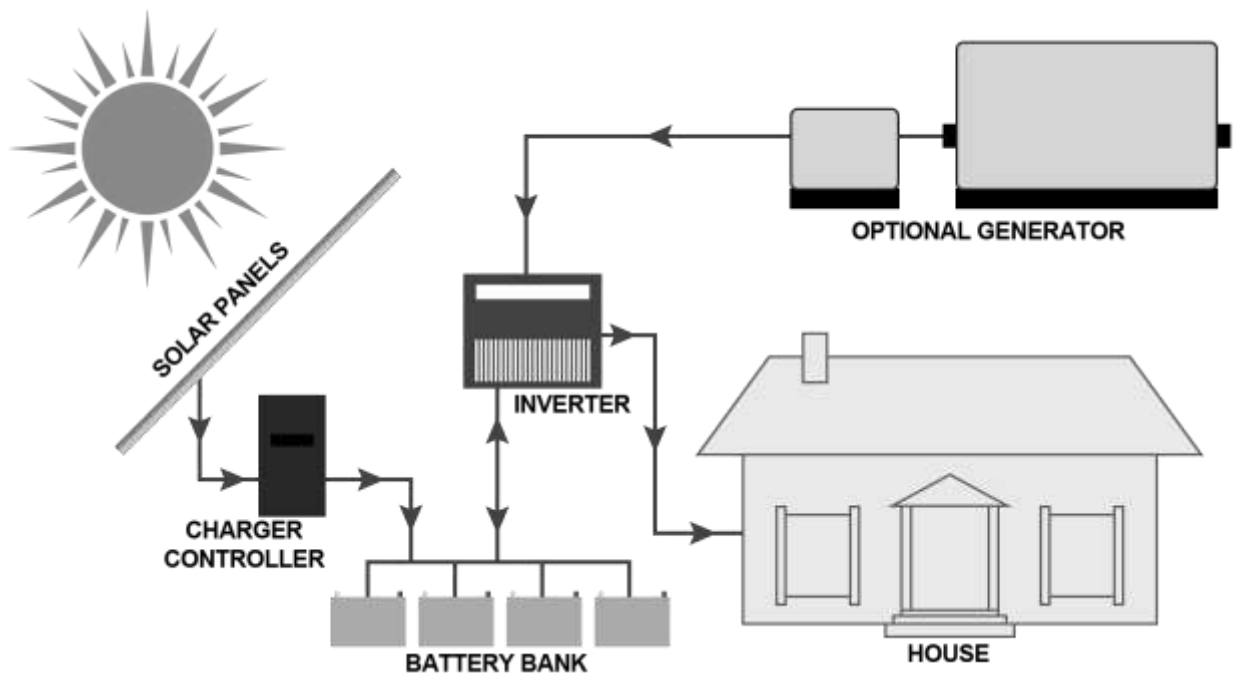 OPTIONAL GENERATOR
SOLAR PANELS
INVERTER
CHARGER
CONTROLLER
BATTERY BANK
HOUSE